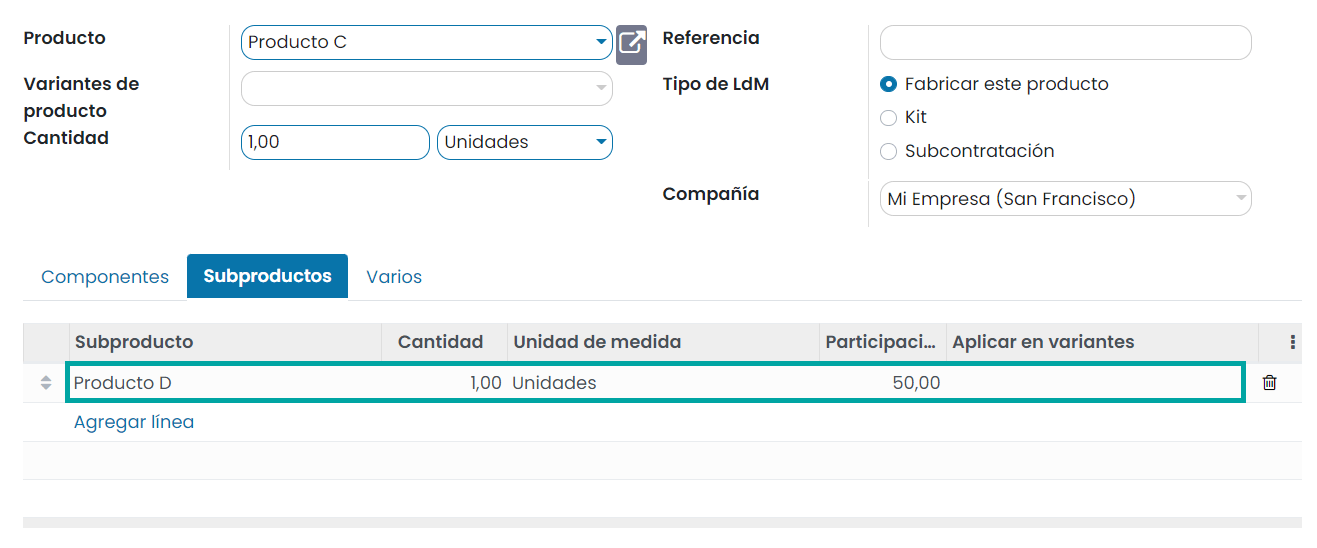 Producto
Producto C
Referencia
Variantes de
producto
Tipo de LdM
Fabricar este producto
Kit
Cantidad
1,00
Unidades
Subcontratación
Compañía
Mi Empresa (San Francisco)
Componentes
Subproductos
Varios
Subproducto Cantidad Unidad de medida Participaci... Aplicar en variantes
Producto D 1,00 Unidades 50,00
Agregar línea